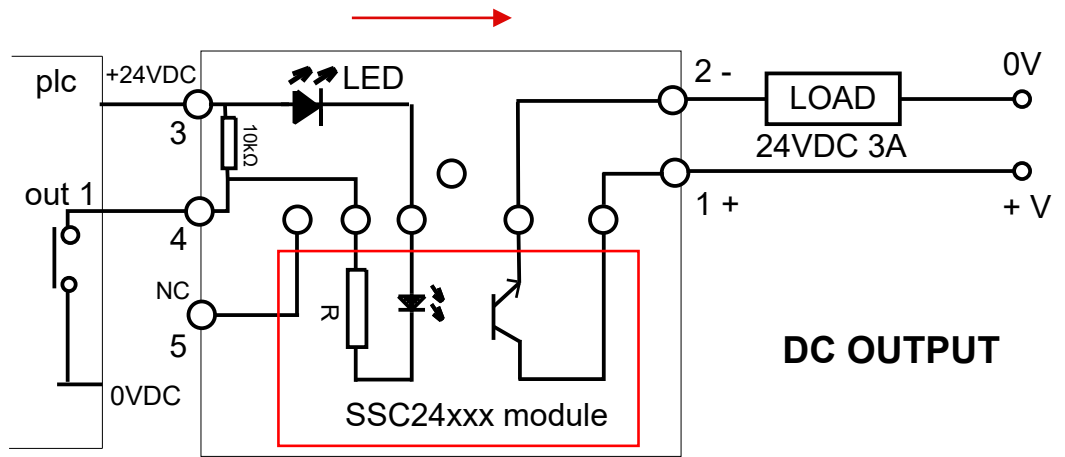 plc
+24VDC
LED
2 -
0V
LOAD
3
10kΩ
24VDC 3A
out 1
1 +
+ V
4
NC
R
5
DC OUTPUT
0VDC
SSC24xxx module